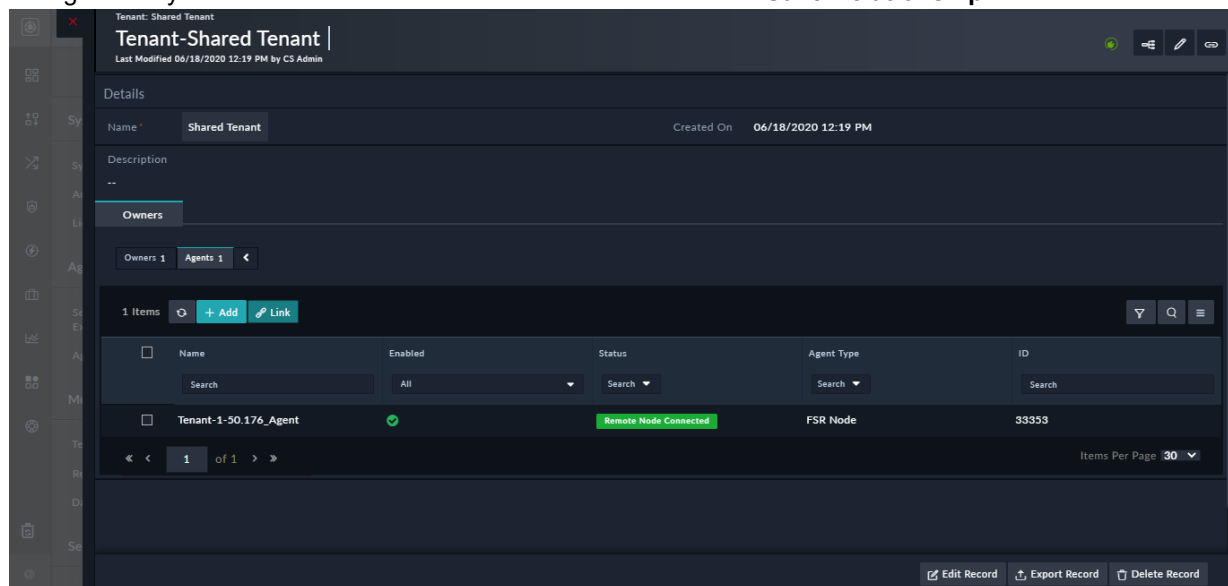 Tenant: Shared Tenant
Tenant-Shared Tenant
Last Modified 06/18/2020 12:19 PM by CS Admin
Details
Name* Shared Tenant Created On 06/18/2020 12:19 PM
Description
--
Owners
Owners 1 Agents 1
1 Items + Add Link
Name Enabled Status Agent Type ID
Search All Search Search Search
Tenant-1-50.176_Agent Remote Node Connected FSR Node 33353
« < 1 of 1 > » Items Per Page 30
Edit Record Export Record Delete Record